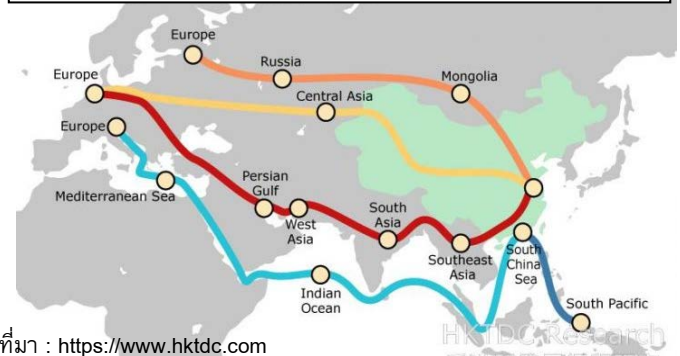 Europe
Russia
Mongolia
Europe
Central Asia
Europe
Mediterranean Sea
Persian
Gulf
West
Asia
South
Asia
Southeast
Asia
South
China
Sea
Indian
Ocean
South Pacific
HKTDC Research
ที่มา : https://www.hktdc.com